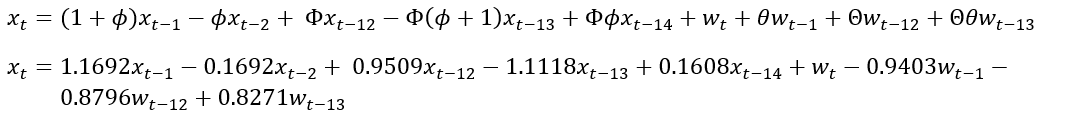 xₜ = (1 + ϕ)xₜ₋₁ − ϕxₜ₋₂ + Φxₜ₋₁₂ − Φ(ϕ + 1)xₜ₋₁₃ + Φϕxₜ₋₁₄ + wₜ + θwₜ₋₁ + Θwₜ₋₁₂ + Θθwₜ₋₁₃
xₜ = 1.1692xₜ₋₁ − 0.1692xₜ₋₂ + 0.9509xₜ₋₁₂ − 1.1118xₜ₋₁₃ + 0.1608xₜ₋₁₄ + wₜ − 0.9403wₜ₋₁ −
0.8796wₜ₋₁₂ + 0.8271wₜ₋₁₃